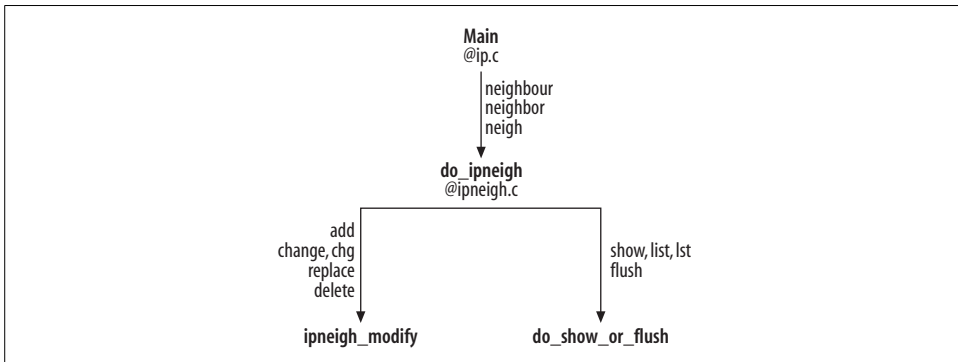 Main
@ip.c
neighbour
neighbor
neigh
do_ipneigh
@ipneigh.c
add
change, chg
replace
delete
show, list, lst
flush
ipneigh_modify
do_show_or_flush